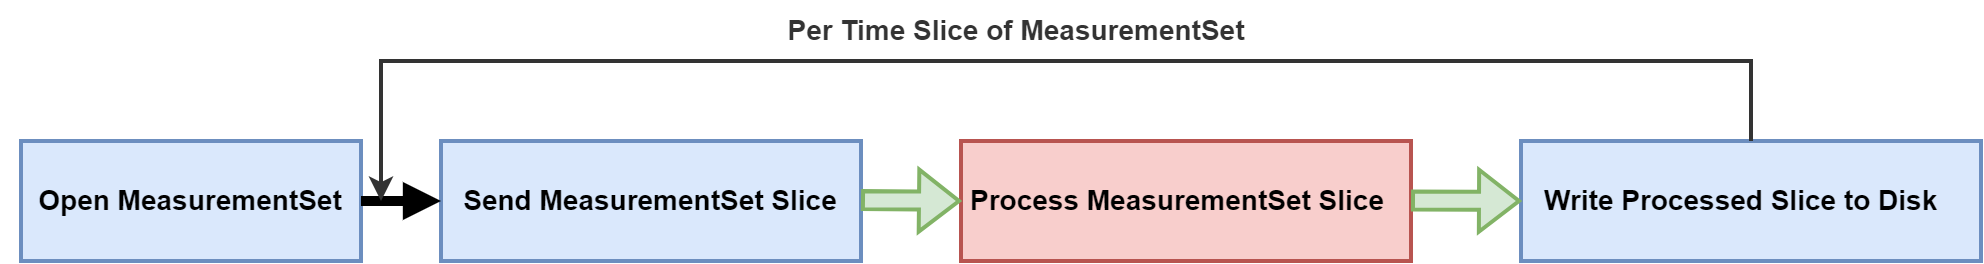 Per Time Slice of MeasurementSet
Open MeasurementSet
Send MeasurementSet Slice
Process MeasurementSet Slice
Write Processed Slice to Disk